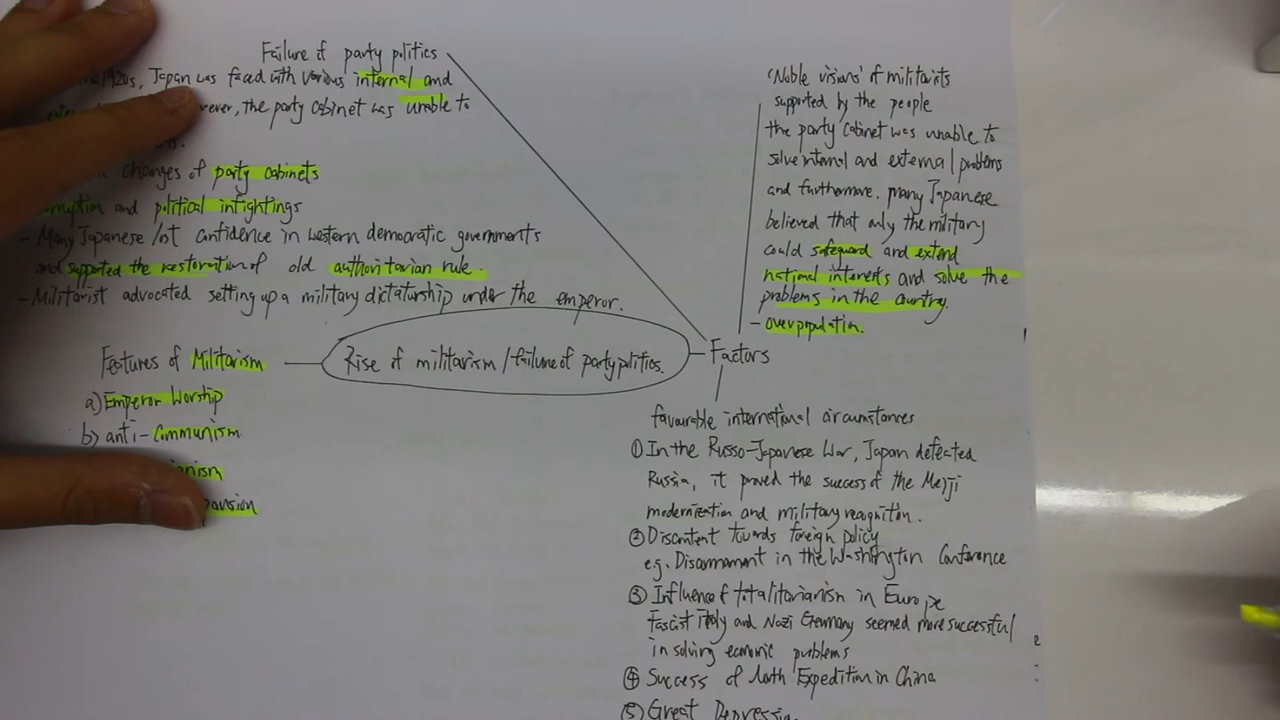 Failure of party politics
1920s, Japan was faced with various internal and
rever, the party cabinet was unable to
changes of party cabinets
and political infightings
- Many Japanese lost confidence in western democratic governments
and supported the restoration of old authoritarian rule.
- Militarist advocated setting up a military dictatorship under the emperor.
Features of Militarism
a) Emperor Worship
b) anti-Communism
Rise of militarism / failure of party politics.
Factors
'Noble visions' of militarists
supported by the people
the party cabinet was unable to
solve internal and external problems
and furthermore, many Japanese
believed that only the military
could safeguard and extend
national interests and solve the
problems in the country.
- overpopulation.
favourable international circumstances
① In the Russo-Japanese War, Japan defeated
Russia, it proved the success of the Meiji
modernization and military recognition.
② Discontent towards foreign policy
e.g. Disarmament in the Washington Conference
③ Influence of totalitarianism in Europe
Fascist Italy and Nazi Germany seemed more successful
in solving economic problems
④ Success of Expedition in China
⑤ Great Depression